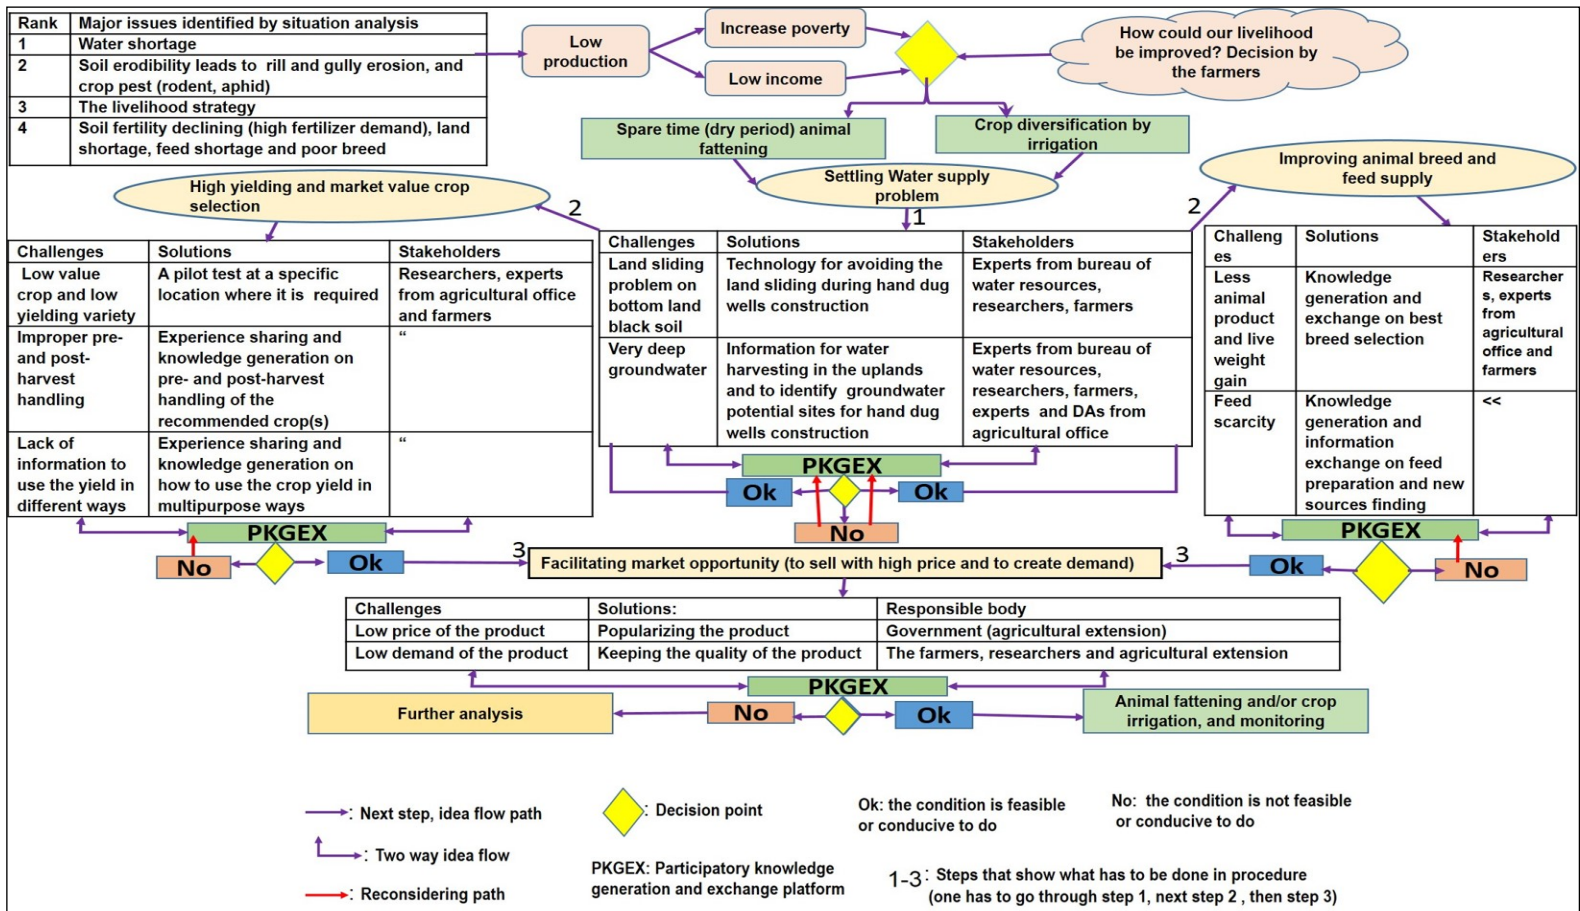 Rank Major issues identified by situation analysis
1 Water shortage
2 Soil erodibility leads to rill and gully erosion, and
crop pest (rodent, aphid)
3 The livelihood strategy
4 Soil fertility declining (high fertilizer demand), land
shortage, feed shortage and poor breed
Low
production
Increase poverty
Low income
How could our livelihood
be improved? Decision by
the farmers
Spare time (dry period) animal
fattening
Crop diversification by
irrigation
Settling Water supply
problem
High yielding and market value crop
selection
Improving animal breed and
feed supply
2
1
2
Challenges Solutions Stakeholders
Low value
crop and low
yielding variety
A pilot test at a specific
location where it is required
Researchers, experts
from agricultural office
and farmers
Improper pre-
and post-
harvest
handling
Experience sharing and
knowledge generation on
pre- and post-harvest
handling of the
recommended crop(s)
“
Lack of
information to
use the yield in
different ways
Experience sharing and
knowledge generation on
how to use the crop yield in
multipurpose ways
“
PKGEX
No
Ok
Challenges Solutions Stakeholders
Land sliding
problem on
bottom land
black soil
Technology for avoiding the
land sliding during hand dug
wells construction
Experts from bureau of
water resources,
researchers, farmers
Very deep
groundwater
Information for water
harvesting in the uplands
and to identify groundwater
potential sites for hand dug
wells construction
Experts from bureau of
water resources,
researchers, farmers,
experts and DAs from
agricultural office
PKGEX
Ok
Ok
No
Challeng
es
Solutions
Stakehold
ers
Less
animal
product
and live
weight
gain
Knowledge
generation and
exchange on best
breed selection
Researcher
s, experts
from
agricultural
office and
farmers
Feed
scarcity
Knowledge
generation and
information
exchange on feed
preparation and new
sources finding
<<
PKGEX
Ok
No
3
Facilitating market opportunity (to sell with high price and to create demand)
3
Challenges Solutions: Responsible body
Low price of the product Popularizing the product Government (agricultural extension)
Low demand of the product Keeping the quality of the product The farmers, researchers and agricultural extension
PKGEX
Further analysis
No
Ok
Animal fattening and/or crop
irrigation, and monitoring
: Next step, idea flow path
: Two way idea flow
: Reconsidering path
: Decision point
PKGEX: Participatory knowledge
generation and exchange platform
Ok: the condition is feasible
or conducive to do
No: the condition is not feasible
or conducive to do
1-3: Steps that show what has to be done in procedure
(one has to go through step 1, next step 2 , then step 3)